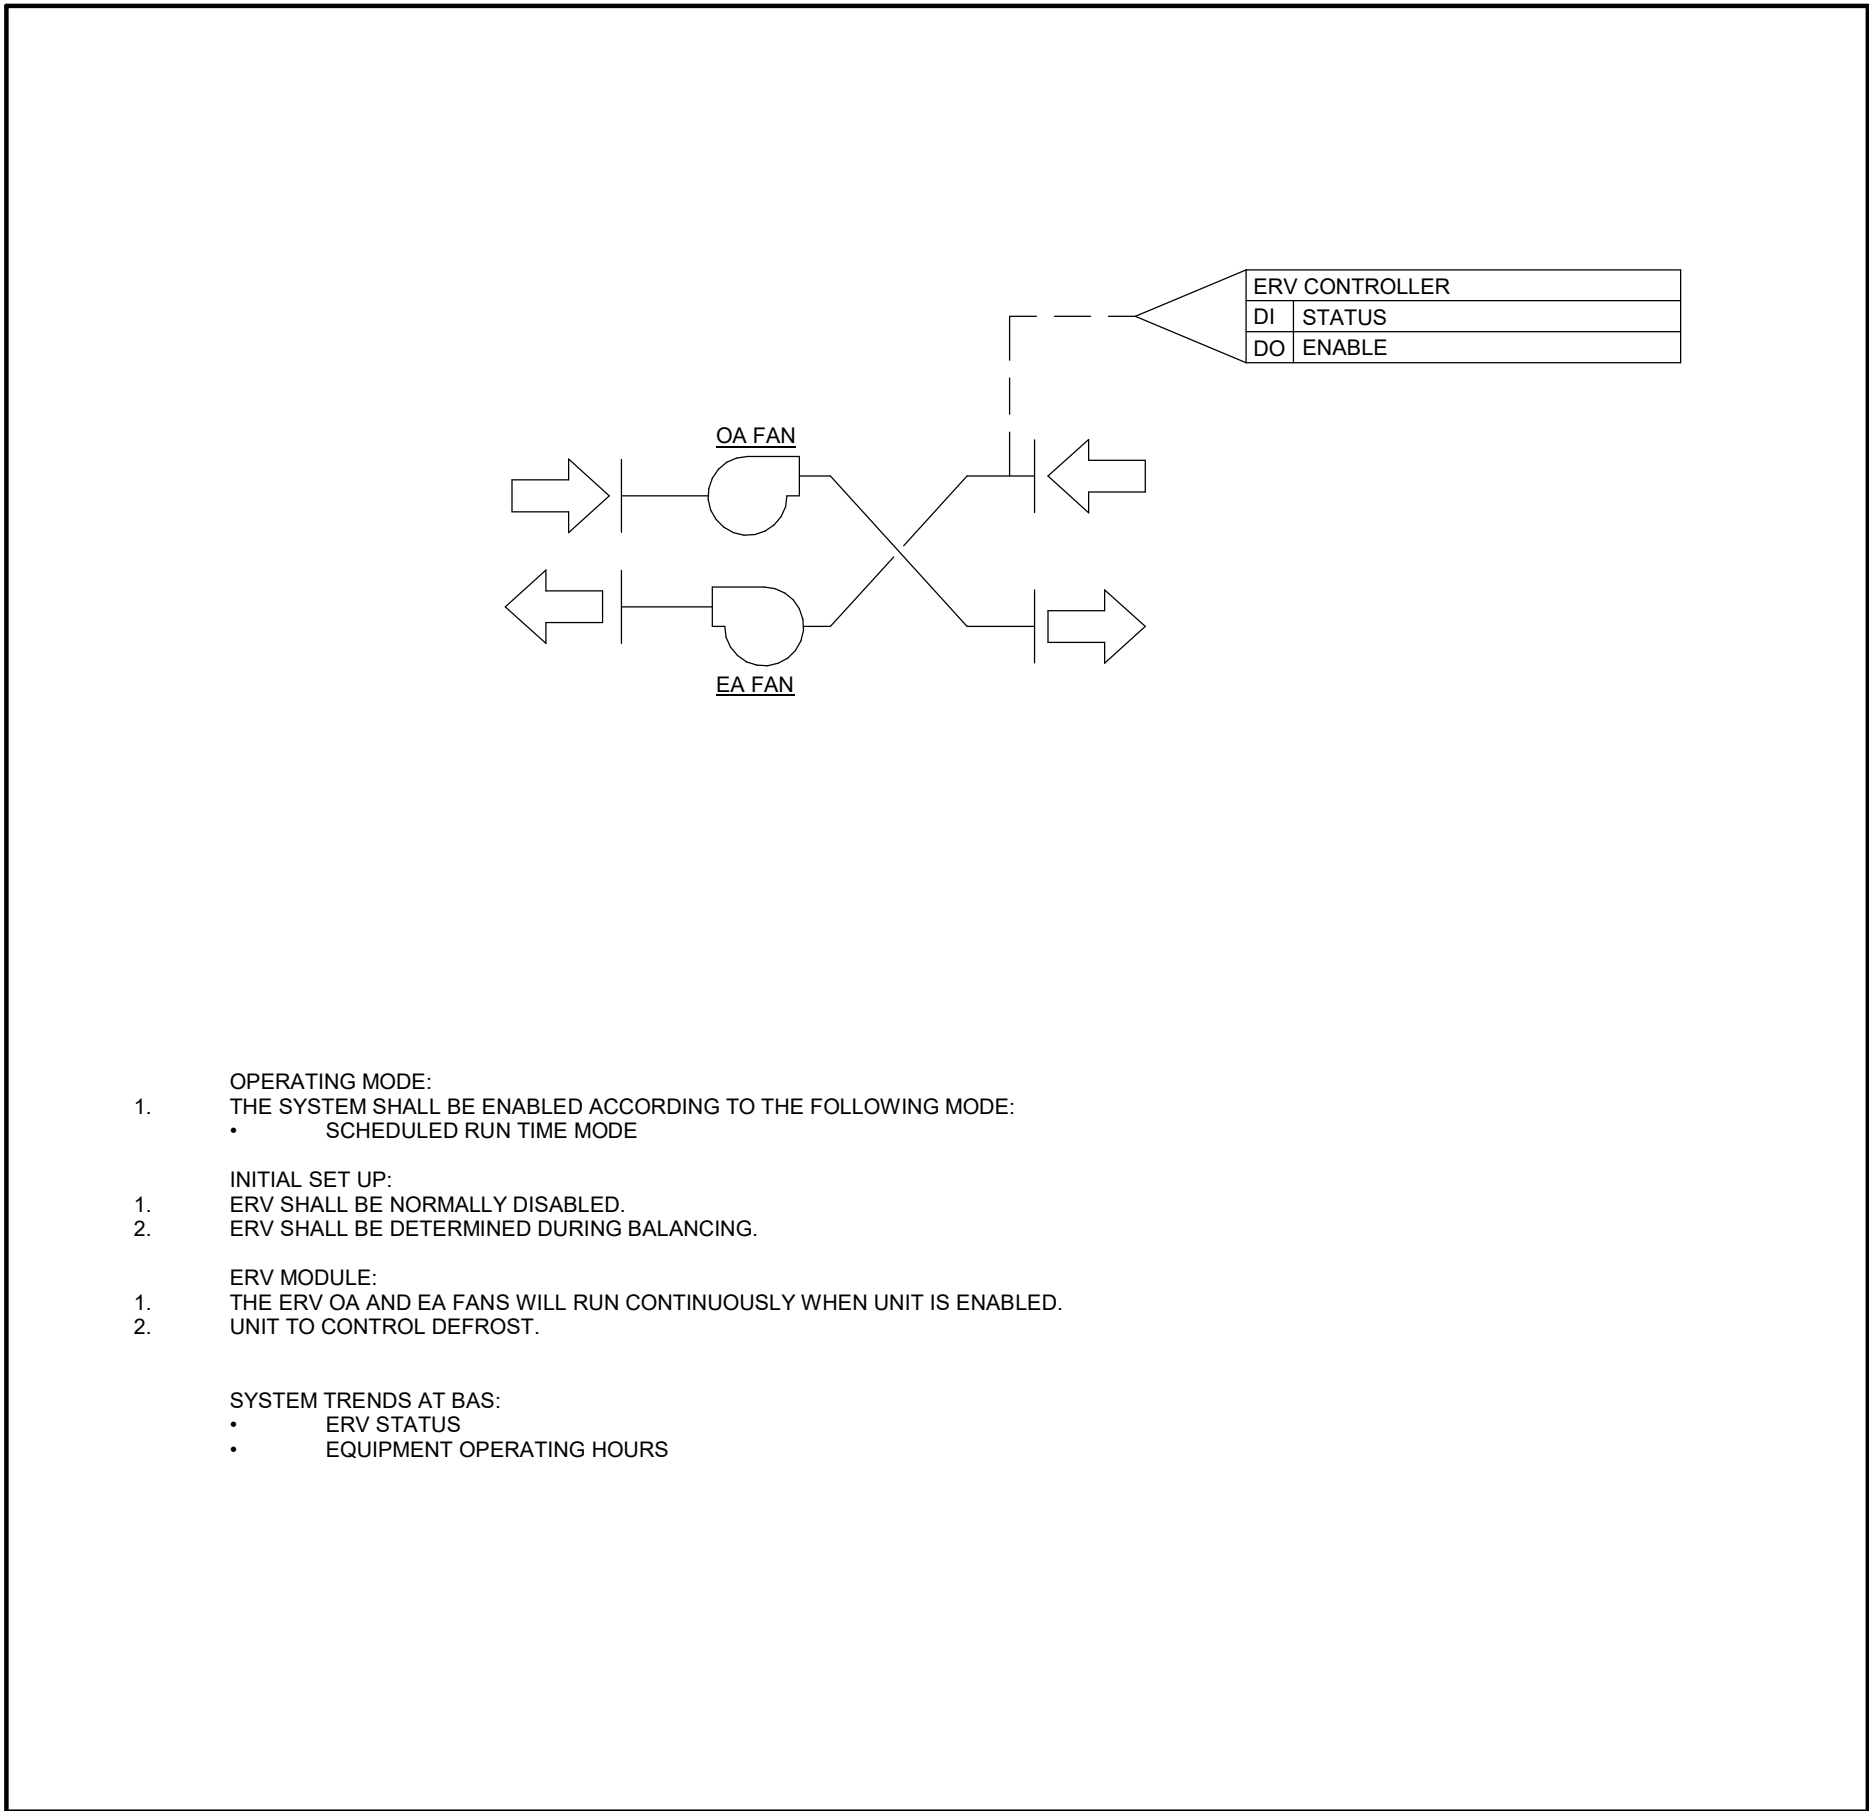 ERV CONTROLLER
DI STATUS
DO ENABLE
OA FAN
EA FAN
OPERATING MODE:
1. THE SYSTEM SHALL BE ENABLED ACCORDING TO THE FOLLOWING MODE:
• SCHEDULED RUN TIME MODE
INITIAL SET UP:
1. ERV SHALL BE NORMALLY DISABLED.
2. ERV SHALL BE DETERMINED DURING BALANCING.
ERV MODULE:
1. THE ERV OA AND EA FANS WILL RUN CONTINUOUSLY WHEN UNIT IS ENABLED.
2. UNIT TO CONTROL DEFROST.
SYSTEM TRENDS AT BAS:
• ERV STATUS
• EQUIPMENT OPERATING HOURS